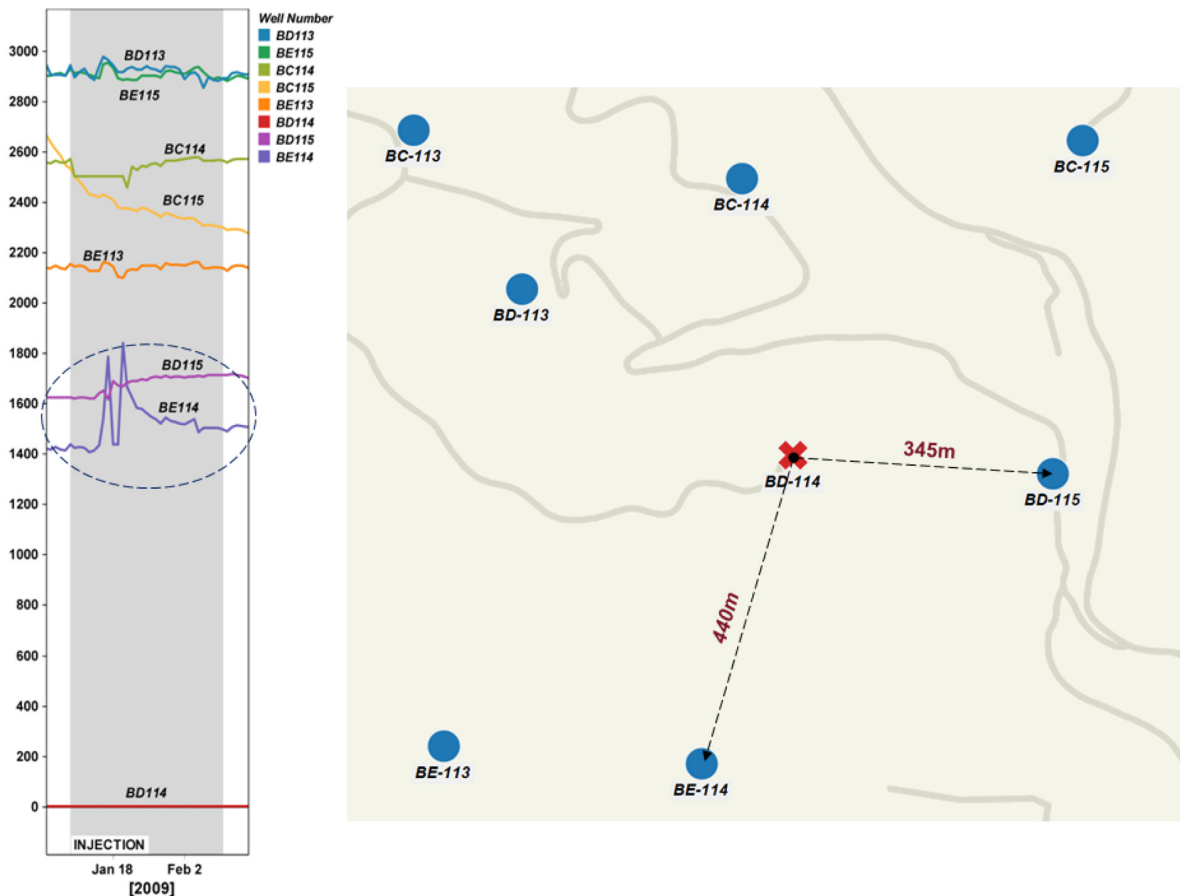 Well Number
BD113
BE115
BC114
BC115
BE113
BD114
BD115
BE114
3000
2800
2600
2400
2200
2000
1800
1600
1400
1200
1000
800
600
400
200
0
BD113
BE115
BC114
BC115
BE113
BD115
BE114
BD114
INJECTION
Jan 18 Feb 2
[2009]
BC-113
BC-114
BC-115
BD-113
345m
BD-114
BD-115
440m
BE-113
BE-114